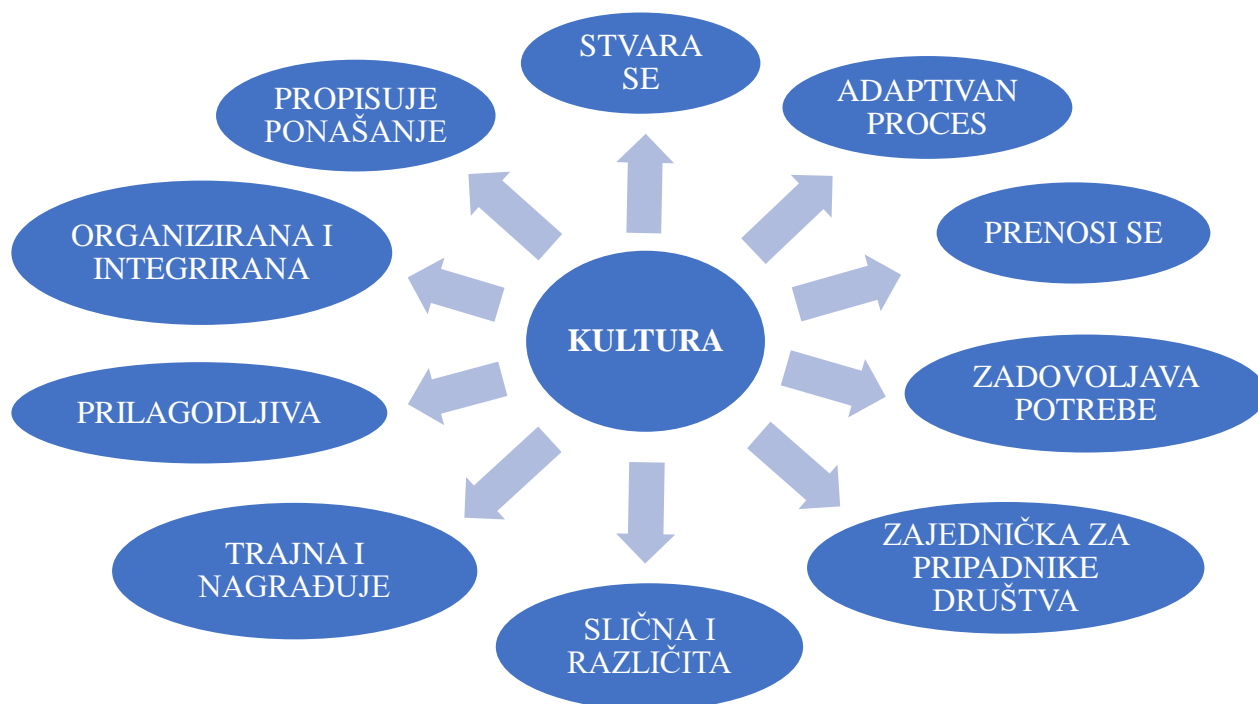 STVARA
SE
ADAPTIVAN
PROCES
PRENOSI SE
ZADOVOLJAVA
POTREBE
ZAJEDNIČKA ZA
PRIPADNIKE
DRUŠTVA
SLIČNA I
RAZLIČITA
TRAJNA I
NAGRAĐUJE
PRILAGODLJIVA
ORGANIZIRANA I
INTEGRIRANA
PROPISUJE
PONAŠANJE
KULTURA